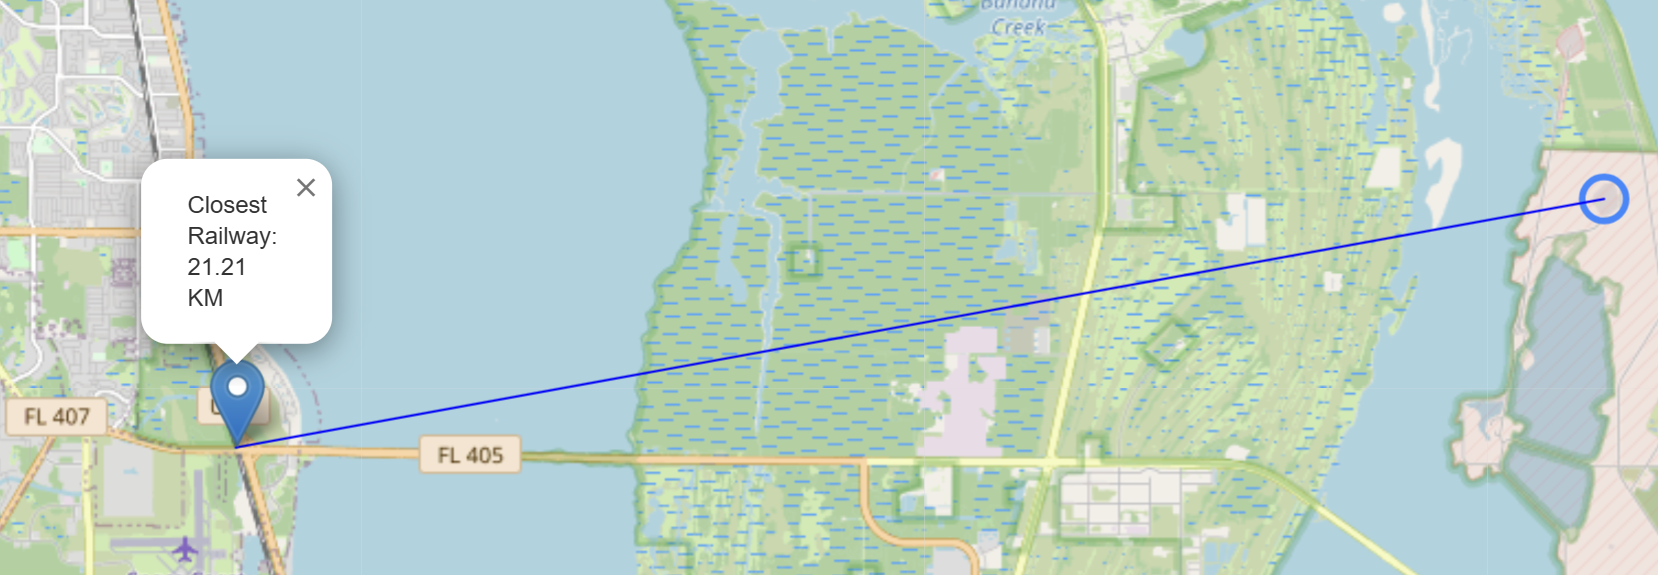 Banana
Creek
Closest
Railway:
21.21
KM
FL 407
FL 405